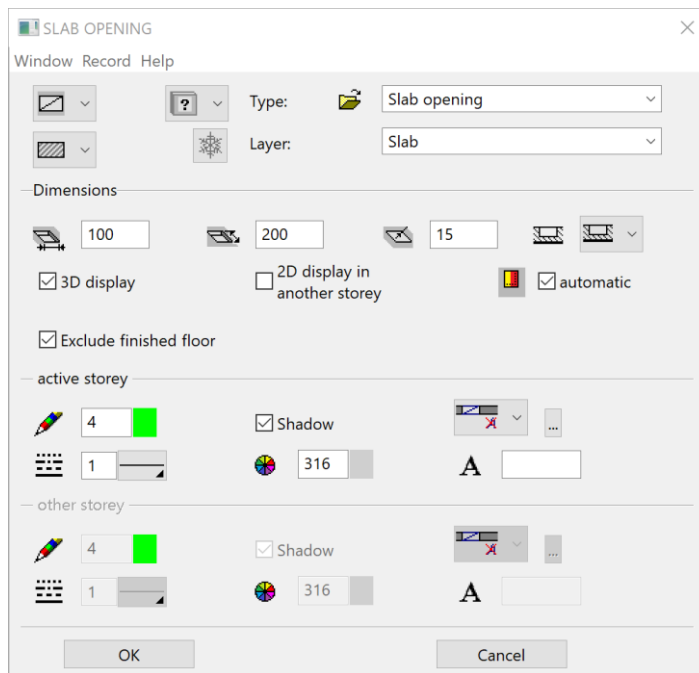 SLAB OPENING
Window Record Help
Type: Slab opening
Layer: Slab
Dimensions
100 200 15
3D display 2D display in another storey automatic
Exclude finished floor
active storey
4 Shadow ...
1 316 A
other storey
4 Shadow ...
1 316 A
OK Cancel